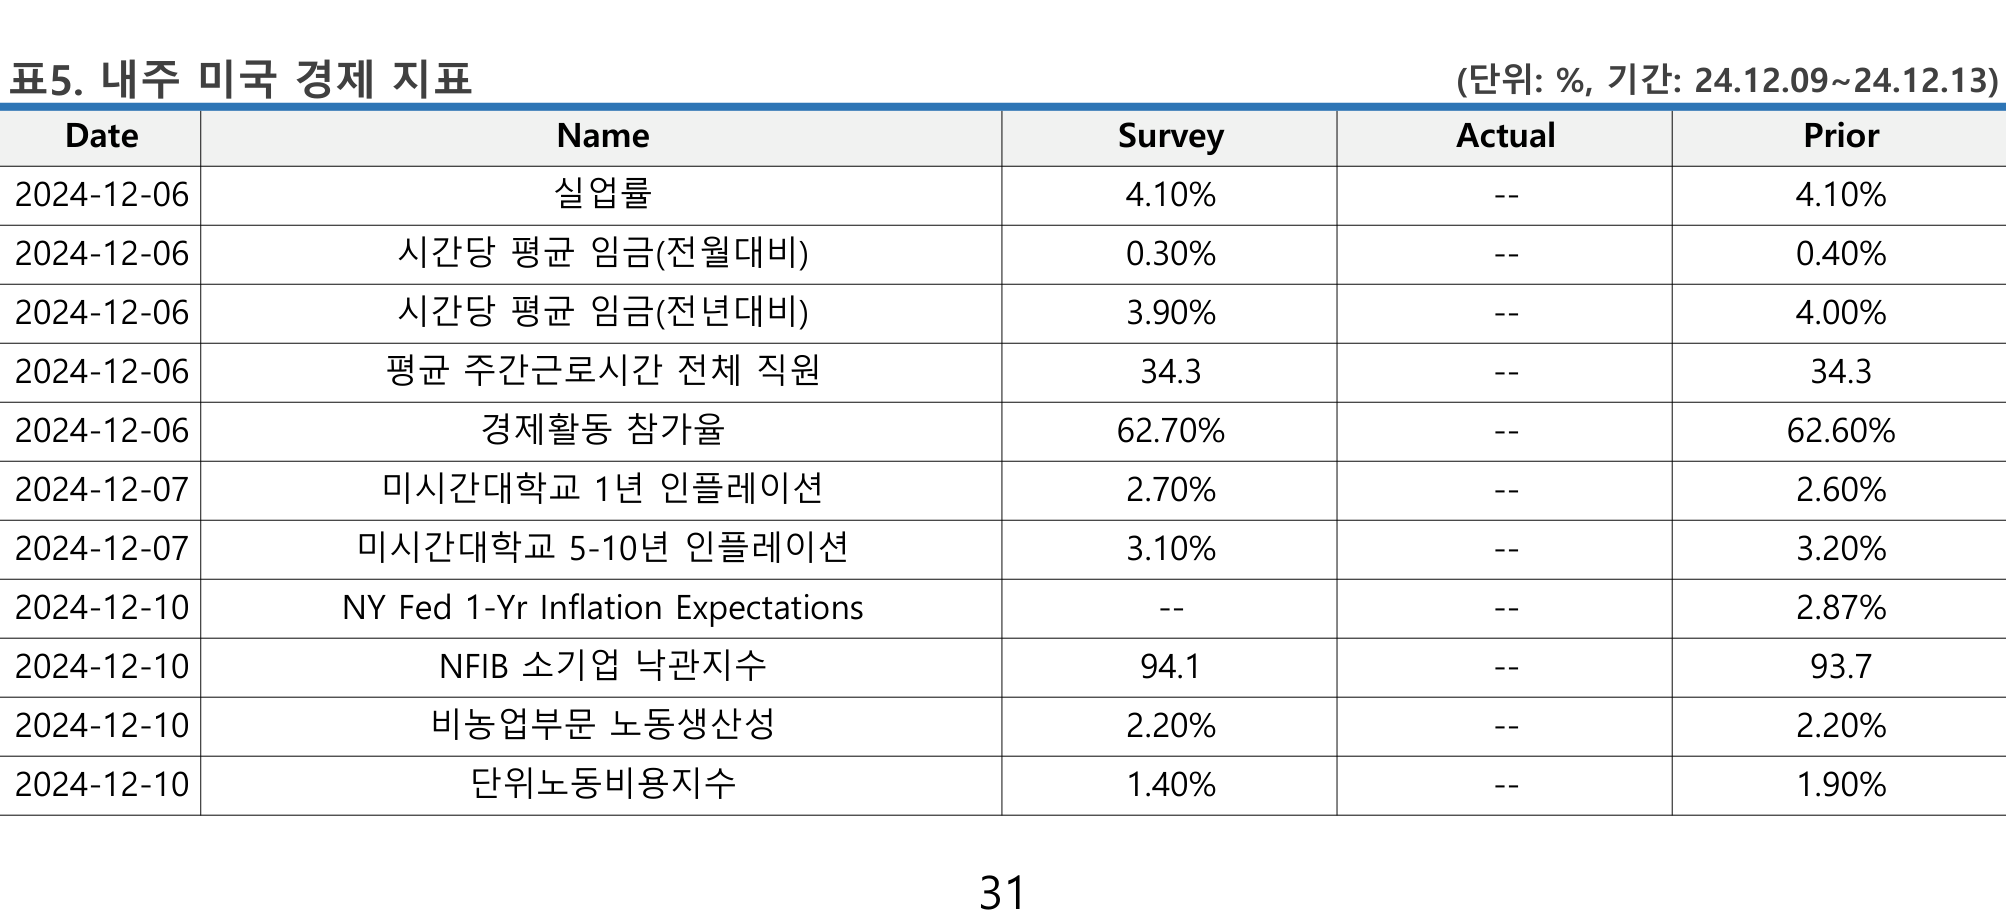 표5. 내주 미국 경제 지표 (단위: %, 기간: 24.12.09~24.12.13)
Date Name Survey Actual Prior
2024-12-06 실업률 4.10% -- 4.10%
2024-12-06 시간당 평균 임금(전월대비) 0.30% -- 0.40%
2024-12-06 시간당 평균 임금(전년대비) 3.90% -- 4.00%
2024-12-06 평균 주간근로시간 전체 직원 34.3 -- 34.3
2024-12-06 경제활동 참가율 62.70% -- 62.60%
2024-12-07 미시간대학교 1년 인플레이션 2.70% -- 2.60%
2024-12-07 미시간대학교 5-10년 인플레이션 3.10% -- 3.20%
2024-12-10 NY Fed 1-Yr Inflation Expectations -- -- 2.87%
2024-12-10 NFIB 소기업 낙관지수 94.1 -- 93.7
2024-12-10 비농업부문 노동생산성 2.20% -- 2.20%
2024-12-10 단위노동비용지수 1.40% -- 1.90%
31